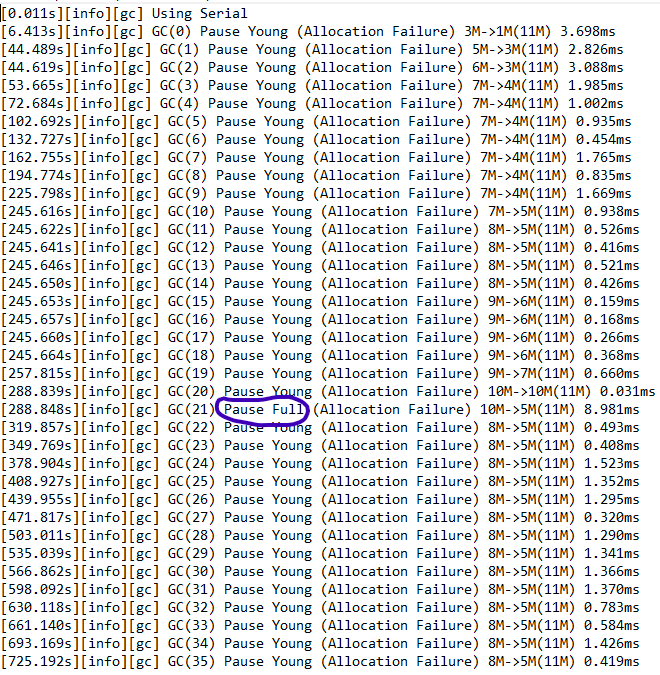 [0.011s][info][gc] Using Serial
[6.413s][info][gc] GC(0) Pause Young (Allocation Failure) 3M->1M(11M) 3.698ms
[44.489s][info][gc] GC(1) Pause Young (Allocation Failure) 5M->3M(11M) 2.826ms
[44.619s][info][gc] GC(2) Pause Young (Allocation Failure) 6M->3M(11M) 3.088ms
[53.665s][info][gc] GC(3) Pause Young (Allocation Failure) 7M->4M(11M) 1.985ms
[72.684s][info][gc] GC(4) Pause Young (Allocation Failure) 7M->4M(11M) 1.002ms
[102.692s][info][gc] GC(5) Pause Young (Allocation Failure) 7M->4M(11M) 0.935ms
[132.727s][info][gc] GC(6) Pause Young (Allocation Failure) 7M->4M(11M) 0.454ms
[162.755s][info][gc] GC(7) Pause Young (Allocation Failure) 7M->4M(11M) 1.765ms
[194.774s][info][gc] GC(8) Pause Young (Allocation Failure) 7M->4M(11M) 0.835ms
[225.798s][info][gc] GC(9) Pause Young (Allocation Failure) 7M->4M(11M) 1.669ms
[245.616s][info][gc] GC(10) Pause Young (Allocation Failure) 7M->5M(11M) 0.938ms
[245.622s][info][gc] GC(11) Pause Young (Allocation Failure) 8M->5M(11M) 0.526ms
[245.641s][info][gc] GC(12) Pause Young (Allocation Failure) 8M->5M(11M) 0.416ms
[245.646s][info][gc] GC(13) Pause Young (Allocation Failure) 8M->5M(11M) 0.521ms
[245.650s][info][gc] GC(14) Pause Young (Allocation Failure) 8M->5M(11M) 0.426ms
[245.653s][info][gc] GC(15) Pause Young (Allocation Failure) 9M->6M(11M) 0.159ms
[245.657s][info][gc] GC(16) Pause Young (Allocation Failure) 9M->6M(11M) 0.168ms
[245.660s][info][gc] GC(17) Pause Young (Allocation Failure) 9M->6M(11M) 0.266ms
[245.664s][info][gc] GC(18) Pause Young (Allocation Failure) 9M->6M(11M) 0.368ms
[257.815s][info][gc] GC(19) Pause Young (Allocation Failure) 9M->7M(11M) 0.660ms
[288.839s][info][gc] GC(20) Pause Young (Allocation Failure) 10M->10M(11M) 0.031ms
[288.848s][info][gc] GC(21) Pause Full (Allocation Failure) 10M->5M(11M) 8.981ms
[319.857s][info][gc] GC(22) Pause Young (Allocation Failure) 8M->5M(11M) 0.493ms
[349.769s][info][gc] GC(23) Pause Young (Allocation Failure) 8M->5M(11M) 0.408ms
[378.904s][info][gc] GC(24) Pause Young (Allocation Failure) 8M->5M(11M) 1.523ms
[408.927s][info][gc] GC(25) Pause Young (Allocation Failure) 8M->5M(11M) 1.352ms
[439.955s][info][gc] GC(26) Pause Young (Allocation Failure) 8M->5M(11M) 1.295ms
[471.817s][info][gc] GC(27) Pause Young (Allocation Failure) 8M->5M(11M) 0.320ms
[503.011s][info][gc] GC(28) Pause Young (Allocation Failure) 8M->5M(11M) 1.290ms
[535.039s][info][gc] GC(29) Pause Young (Allocation Failure) 8M->5M(11M) 1.341ms
[566.862s][info][gc] GC(30) Pause Young (Allocation Failure) 8M->5M(11M) 1.366ms
[598.092s][info][gc] GC(31) Pause Young (Allocation Failure) 8M->5M(11M) 1.370ms
[630.118s][info][gc] GC(32) Pause Young (Allocation Failure) 8M->5M(11M) 0.783ms
[661.140s][info][gc] GC(33) Pause Young (Allocation Failure) 8M->5M(11M) 0.584ms
[693.169s][info][gc] GC(34) Pause Young (Allocation Failure) 8M->5M(11M) 1.426ms
[725.192s][info][gc] GC(35) Pause Young (Allocation Failure) 8M->5M(11M) 0.419ms